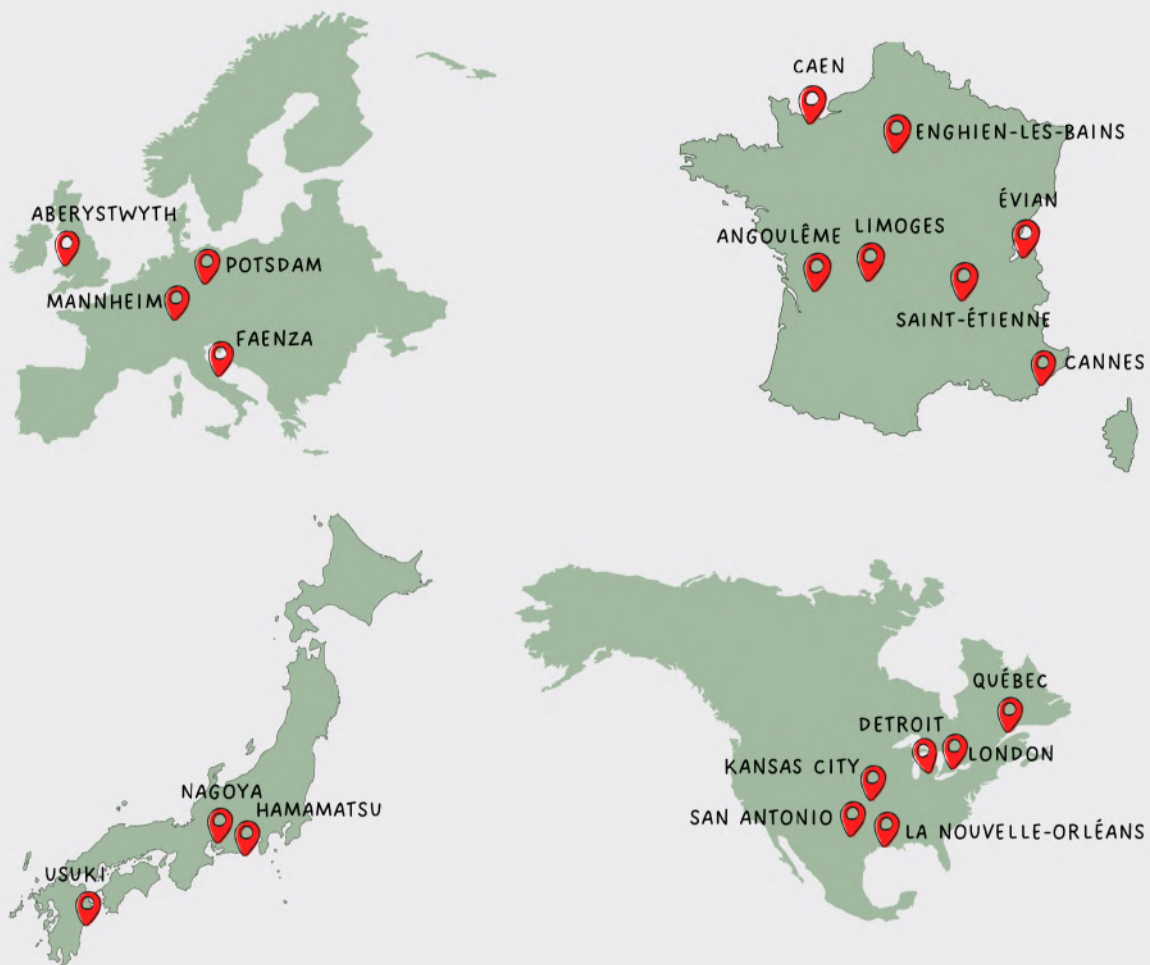 ABERYSTWYTH
POTSDAM
MANNHEIM
FAENZA
CAEN
ENGHIEN-LES-BAINS
ÉVIAN
ANGOULÊME
LIMOGES
SAINT-ÉTIENNE
CANNES
NAGOYA
HAMAMATSU
USUKI
QUÉBEC
DETROIT
LONDON
KANSAS CITY
SAN ANTONIO
LA NOUVELLE-ORLÉANS